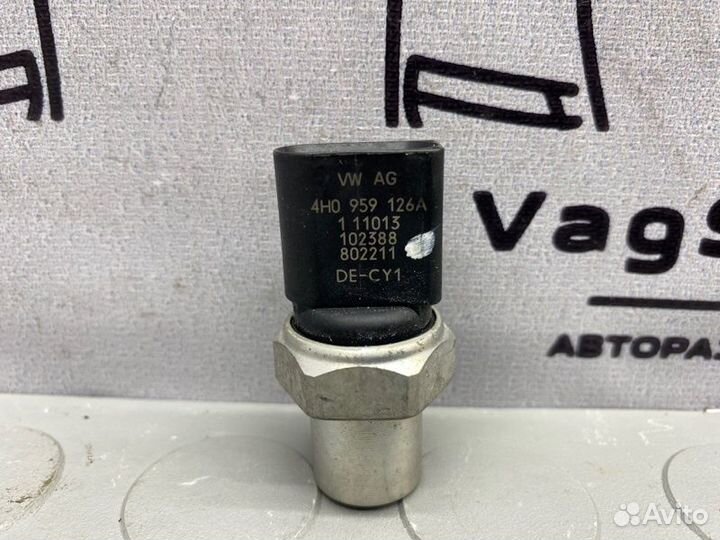 VW AG
4H0 959 126A
1 11013
102388
802211
DE-CY1
VagS
АВТОРАЗ
Avito